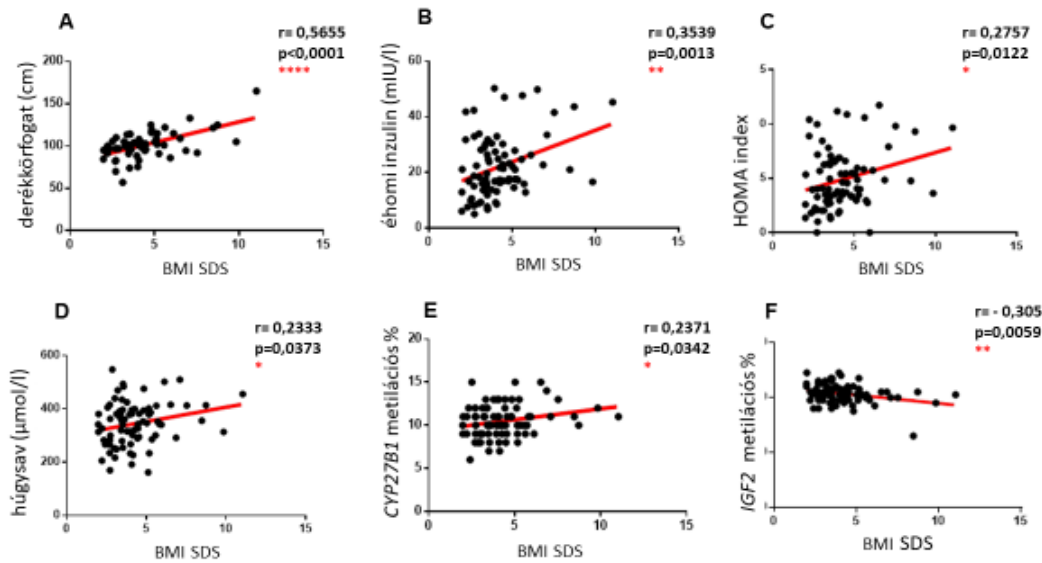 A
r= 0,5655
p<0,0001
****
derékkörfogat (cm)
200
150
100
50
0
0
5
10
15
BMI SDS
B
r= 0,3539
p=0,0013
**
éhomi inzulin (mIU/l)
60
40
20
0
0
5
10
15
BMI SDS
C
r= 0,2757
p=0,0122
*
HOMA index
5
0
5
0
0
5
10
15
BMI SDS
D
r= 0,2333
p=0,0373
*
húgysav (µmol/l)
600
400
200
0
0
5
10
15
BMI SDS
E
r= 0,2371
p=0,0342
*
CYP27B1 metilációs %
20
15
10
5
0
0
5
10
15
BMI SDS
F
r= - 0,305
p=0,0059
**
IGF2 metilációs %
0
5
10
15
BMI SDS